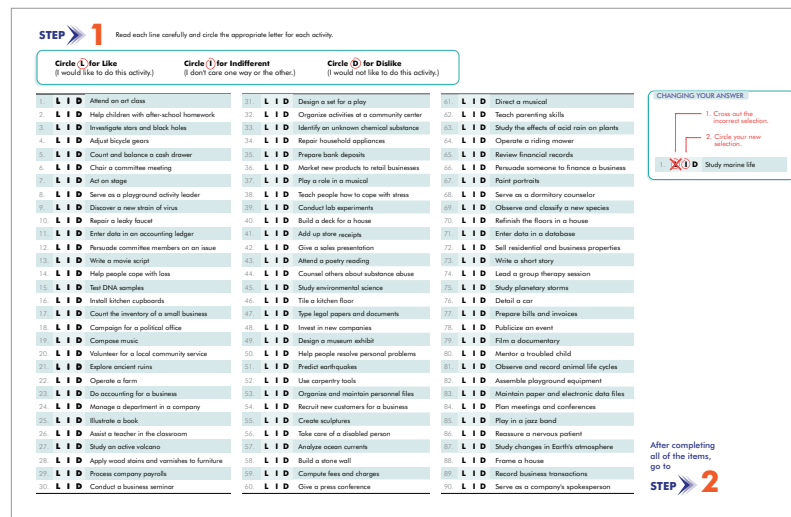 STEP 1
Read each line carefully and circle the appropriate letter for each activity.
Circle L for Like
(I would like to do this activity.)
Circle I for Indifferent
(I don't care one way or the other.)
Circle D for Dislike
(I would not like to do this activity.)
1. L I D Attend an art class
2. L I D Help children with after-school homework
3. L I D Investigate stars and black holes
4. L I D Adjust bicycle gears
5. L I D Count and balance a cash drawer
6. L I D Chair a committee meeting
7. L I D Act on stage
8. L I D Serve as a playground activity leader
9. L I D Discover a new strain of virus
10. L I D Repair a leaky faucet
11. L I D Enter data in an accounting ledger
12. L I D Persuade committee members on an issue
13. L I D Write a movie script
14. L I D Help people cope with loss
15. L I D Test DNA samples
16. L I D Install kitchen cupboards
17. L I D Count the inventory of a small business
18. L I D Campaign for a political office
19. L I D Compose music
20. L I D Volunteer for a local community service
21. L I D Explore ancient ruins
22. L I D Operate a farm
23. L I D Do accounting for a business
24. L I D Manage a department in a company
25. L I D Illustrate a book
26. L I D Assist a teacher in the classroom
27. L I D Study an active volcano
28. L I D Apply wood stains and varnishes to furniture
29. L I D Process company payrolls
30. L I D Conduct a business seminar
31. L I D Design a set for a play
32. L I D Organize activities at a community center
33. L I D Identify an unknown chemical substance
34. L I D Repair household appliances
35. L I D Prepare bank deposits
36. L I D Market new products to retail businesses
37. L I D Play a role in a musical
38. L I D Teach people how to cope with stress
39. L I D Conduct lab experiments
40. L I D Build a deck for a house
41. L I D Add up store receipts
42. L I D Give a sales presentation
43. L I D Attend a poetry reading
44. L I D Counsel others about substance abuse
45. L I D Study environmental science
46. L I D Tile a kitchen floor
47. L I D Type legal papers and documents
48. L I D Invest in new companies
49. L I D Design a museum exhibit
50. L I D Help people resolve personal problems
51. L I D Predict earthquakes
52. L I D Use carpentry tools
53. L I D Organize and maintain personnel files
54. L I D Recruit new customers for a business
55. L I D Create sculptures
56. L I D Take care of a disabled person
57. L I D Analyze ocean currents
58. L I D Build a stone wall
59. L I D Compute fees and charges
60. L I D Give a press conference
61. L I D Direct a musical
62. L I D Teach parenting skills
63. L I D Study the effects of acid rain on plants
64. L I D Operate a riding mower
65. L I D Review financial records
66. L I D Persuade someone to finance a business
67. L I D Paint portraits
68. L I D Serve as a dormitory counselor
69. L I D Observe and classify a new species
70. L I D Refinish the floors in a house
71. L I D Enter data in a database
72. L I D Sell residential and business properties
73. L I D Write a short story
74. L I D Lead a group therapy session
75. L I D Study planetary storms
76. L I D Detail a car
77. L I D Prepare bills and invoices
78. L I D Publicize an event
79. L I D Film a documentary
80. L I D Mentor a troubled child
81. L I D Observe and record animal life cycles
82. L I D Assemble playground equipment
83. L I D Maintain paper and electronic data files
84. L I D Plan meetings and conferences
85. L I D Play in a jazz band
86. L I D Reassure a nervous patient
87. L I D Study changes in Earth's atmosphere
88. L I D Frame a house
89. L I D Record business transactions
90. L I D Serve as a company's spokesperson
CHANGING YOUR ANSWER
1. Cross out the
incorrect selection.
2. Circle your new
selection.
1. L I D Study marine life
After completing
all of the items,
go to
STEP 2